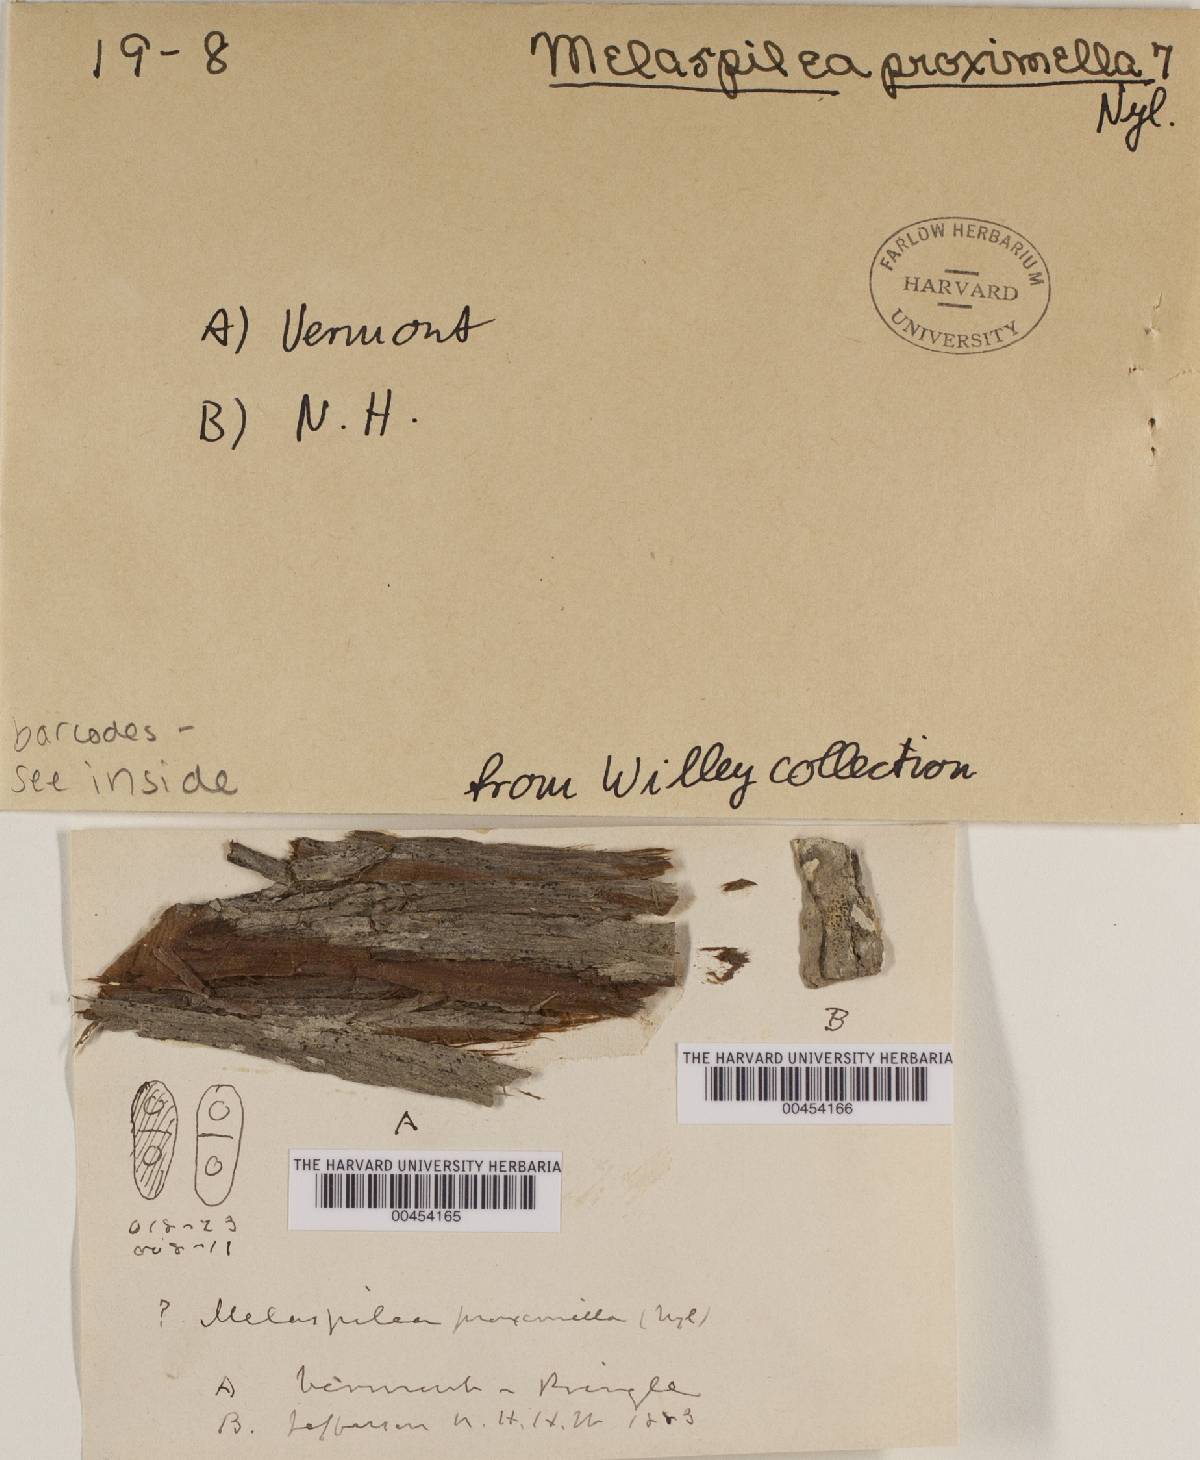 19-8
Melaspilea proximella ?
Nyl.
FARLOW HERBARIUM
HARVARD
UNIVERSITY
A) Vermont
B) N.H.
barcodes -
see inside
from Willey collection
B
THE HARVARD UNIVERSITY HERBARIA
00454166
A
THE HARVARD UNIVERSITY HERBARIA
00454165
? Melaspilea proximella (Nyl)
A Vermont - Pringle
B. Jefferson N.H. 1883